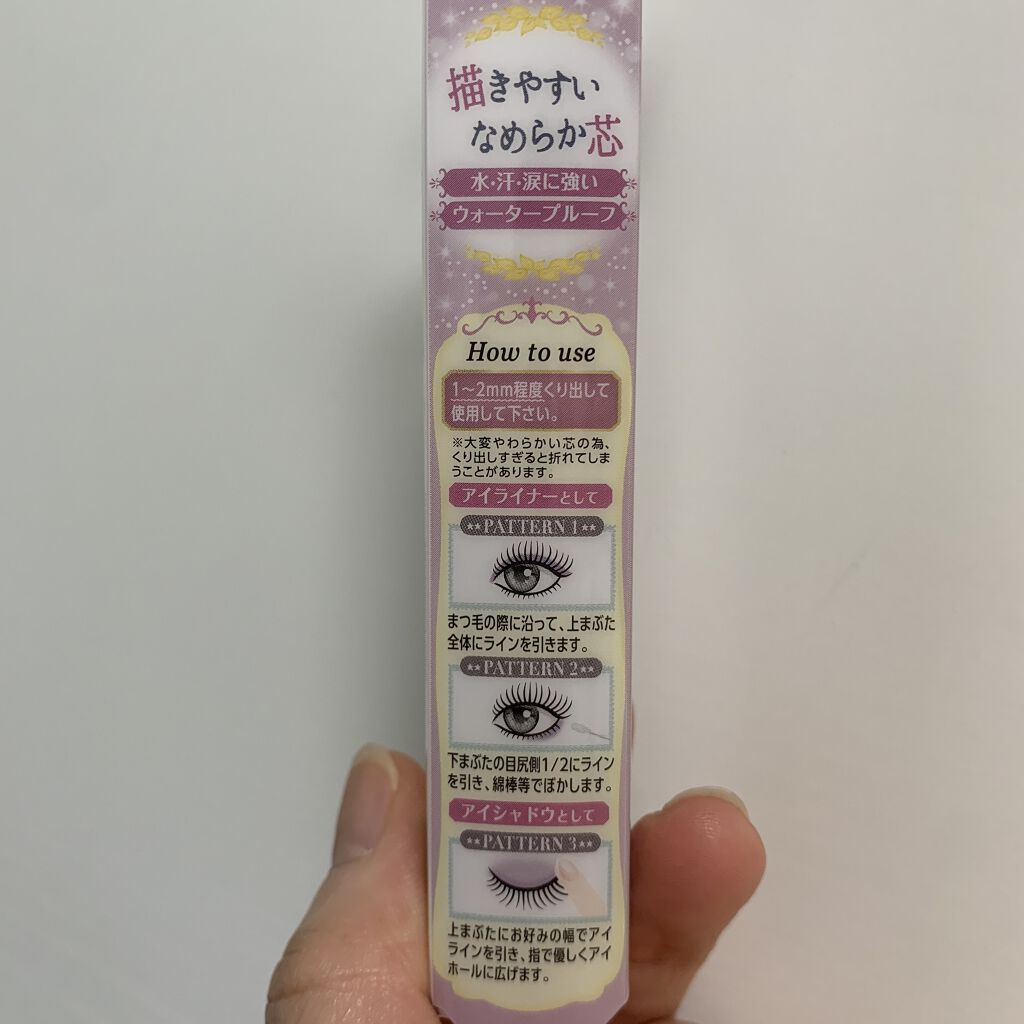 描きやすい
なめらか芯
水・汗・涙に強い
ウォータープルーフ
How to use
1～2mm程度くり出して
使用して下さい。
※大変やわらかい芯の為、
くり出しすぎると折れてしま
うことがあります。
アイライナーとして
★★PATTERN 1★★
まつ毛の際に沿って、上まぶた
全体にラインを引きます。
★★PATTERN 2★★
下まぶたの目尻側1/2にライン
を引き、綿棒等でぼかします。
アイシャドウとして
★★PATTERN 3★★
上まぶたにお好みの幅でアイ
ラインを引き、指で優しくアイ
ホールに広げます。